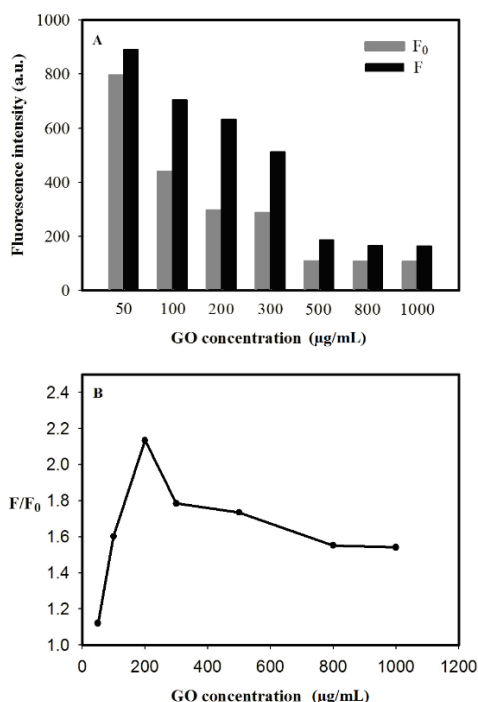 A
F₀
F
Fluorescence intensity (a.u.)
1000
800
600
400
200
0
50 100 200 300 500 800 1000
GO concentration (µg/mL)
B
F/F₀
2.4
2.2
2.0
1.8
1.6
1.4
1.2
1.0
0 200 400 600 800 1000 1200
GO concentration (µg/mL)